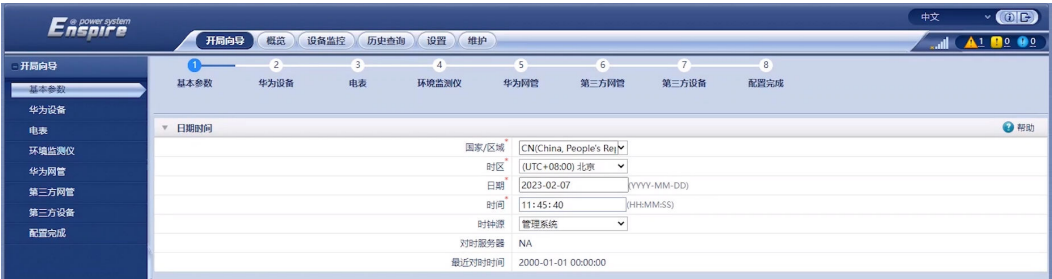 @ power system
Enspire
中文
开局向导 概览 设备监控 历史查询 设置 维护
1 0 0
开局向导
基本参数
华为设备
电表
环境监测仪
华为网管
第三方网管
第三方设备
配置完成
1 2 3 4 5 6 7 8
基本参数 华为设备 电表 环境监测仪 华为网管 第三方网管 第三方设备 配置完成
日期时间 帮助
国家/区域* CN(China, People's Rep
时区* (UTC+08:00) 北京
日期* 2023-02-07 (YYYY-MM-DD)
时间* 11:45:40 (HH:MM:SS)
时钟源 管理系统
对时服务器 NA
最近对时时间 2000-01-01 00:00:00